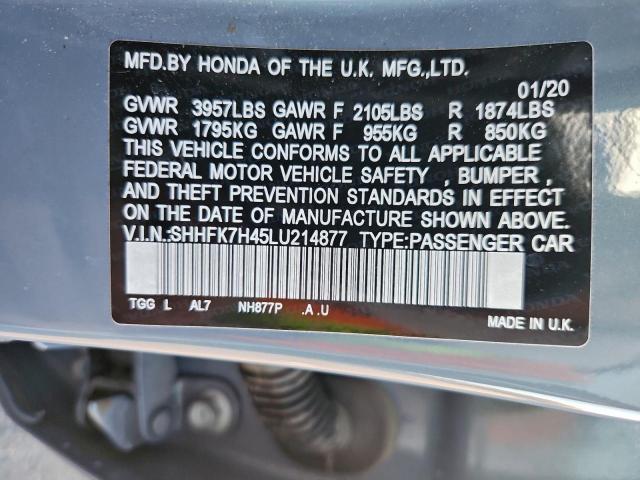 MFD.BY HONDA OF THE U.K. MFG.,LTD.
01/20
GVWR 3957LBS GAWR F 2105LBS R 1874LBS
GVWR 1795KG GAWR F 955KG R 850KG
THIS VEHICLE CONFORMS TO ALL APPLICABLE
FEDERAL MOTOR VEHICLE SAFETY , BUMPER ,
AND THEFT PREVENTION STANDARDS IN EFFECT
ON DATE OF MANUFACTURE SHOWN ABOVE.
V.I.N.:SHHFK7H45LU214877 TYPE:PASSENGER CAR
TGG L AL7 NH877P .A .U
MADE IN U.K.